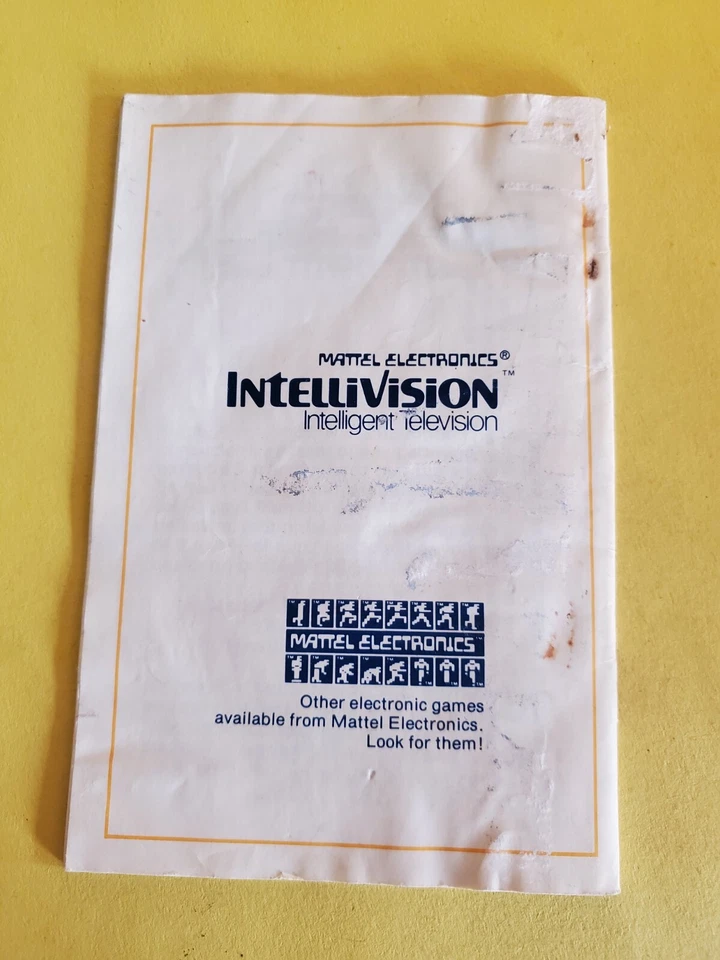 MATTEL ELECTRONICS®
INTELLIVISION™
Intelligent Television
MATTEL ELECTRONICS™
Other electronic games
available from Mattel Electronics.
Look for them!